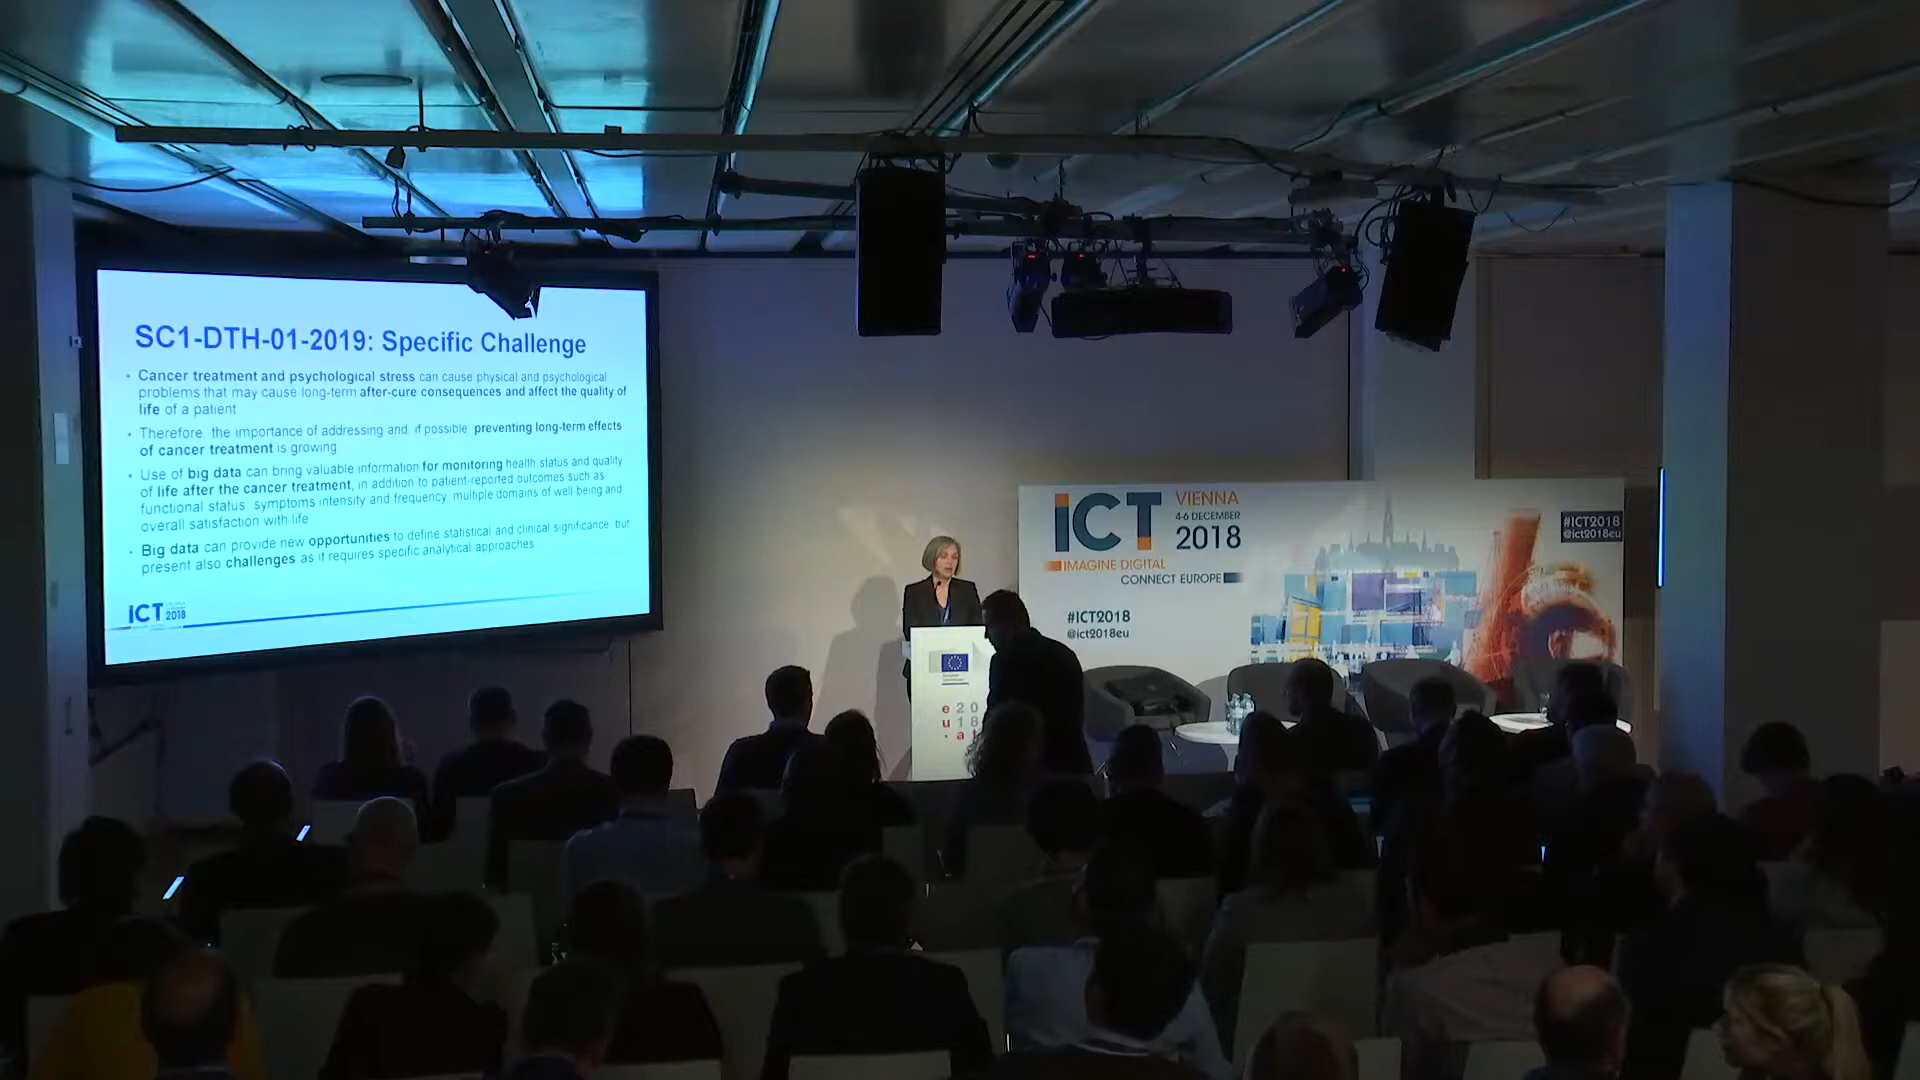 SC1-DTH-01-2019: Specific Challenge
• Cancer treatment and psychological stress can cause physical and psychological
problems that may cause long-term after-cure consequences and affect the quality of
life of a patient
• Therefore, the importance of addressing and, if possible, preventing long-term effects
of cancer treatment is growing
• Use of big data can bring valuable information for monitoring health status and quality
of life after the cancer treatment, in addition to patient-reported outcomes such as
functional status, symptoms intensity and frequency, multiple domains of well-being and
overall satisfaction with life
• Big data can provide new opportunities to define statistical and clinical significance, but
present also challenges as it requires specific analytical approaches
iCT
2018
iCT VIENNA
4-6 DECEMBER
2018
IMAGINE DIGITAL
CONNECT EUROPE
#ICT2018
@ict2018eu
#ICT2018
@ict2018eu
European
Commission
e20
u18
.at